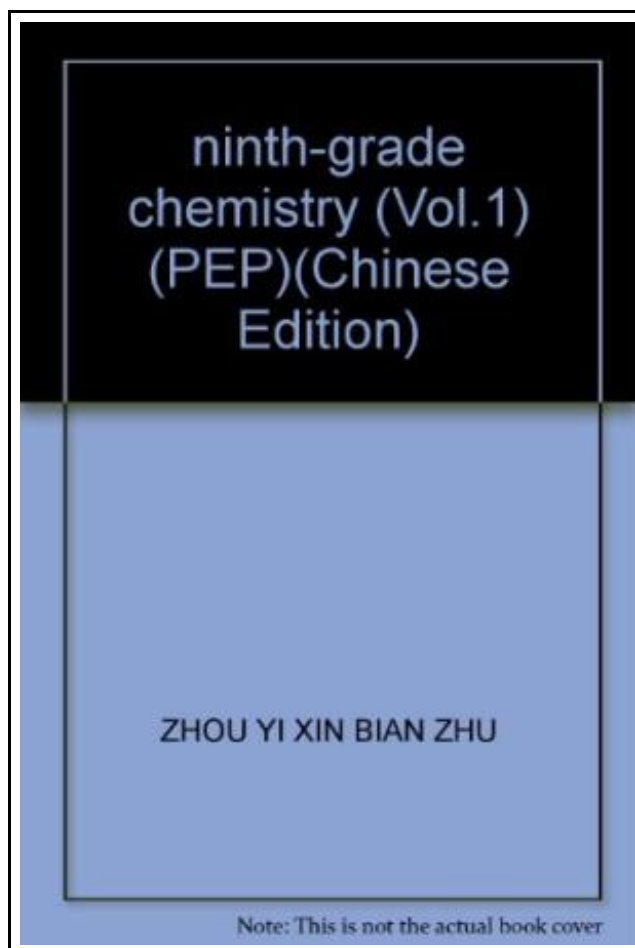 ninth-grade
chemistry (Vol.1)
(PEP)(Chinese
Edition)
ZHOU YI XIN BIAN ZHU
Note: This is not the actual book cover